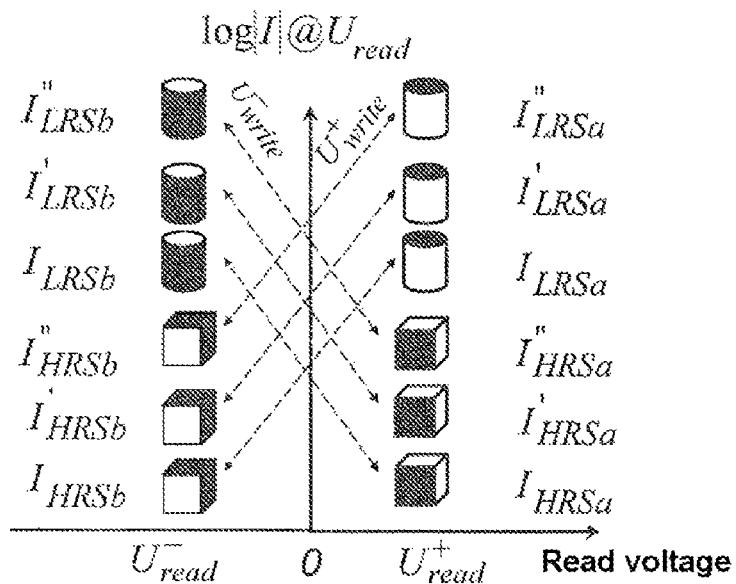 log|I|@U_read
I''_LRSb U^-_write U^+_write I''_LRSa
I'_LRSb I'_LRSa
I_LRSb I_LRSa
I''_HRSb I''_HRSa
I'_HRSb I'_HRSa
I_HRSb I_HRSa
U^-_read 0 U^+_read Read voltage